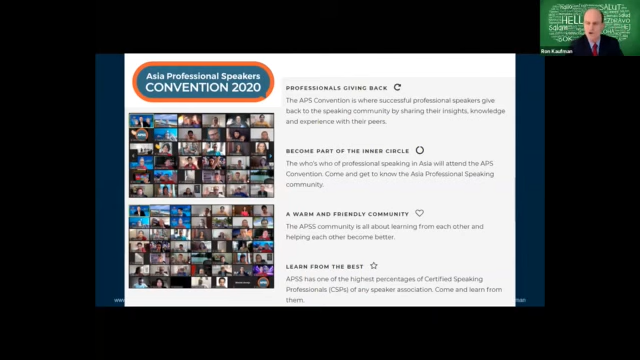 Asia Professional Speakers
CONVENTION 2020
PROFESSIONALS GIVING BACK
The APS Convention is where successful professional speakers give
back to the speaking community by sharing their insights, knowledge
and experience with their peers.
BECOME PART OF THE INNER CIRCLE
The who's who of professional speaking in Asia will attend the APS
Convention. Come and get to know the Asia Professional Speaking
community.
A WARM AND FRIENDLY COMMUNITY
The APSS community is all about learning from each other and
helping each other become better.
LEARN FROM THE BEST
APSS has one of the highest percentages of Certified Speaking
Professionals (CSPs) of any speaker association. Come and learn from
them.
www.
man
SALUT
HELLO
Salam
Ron Kaufman